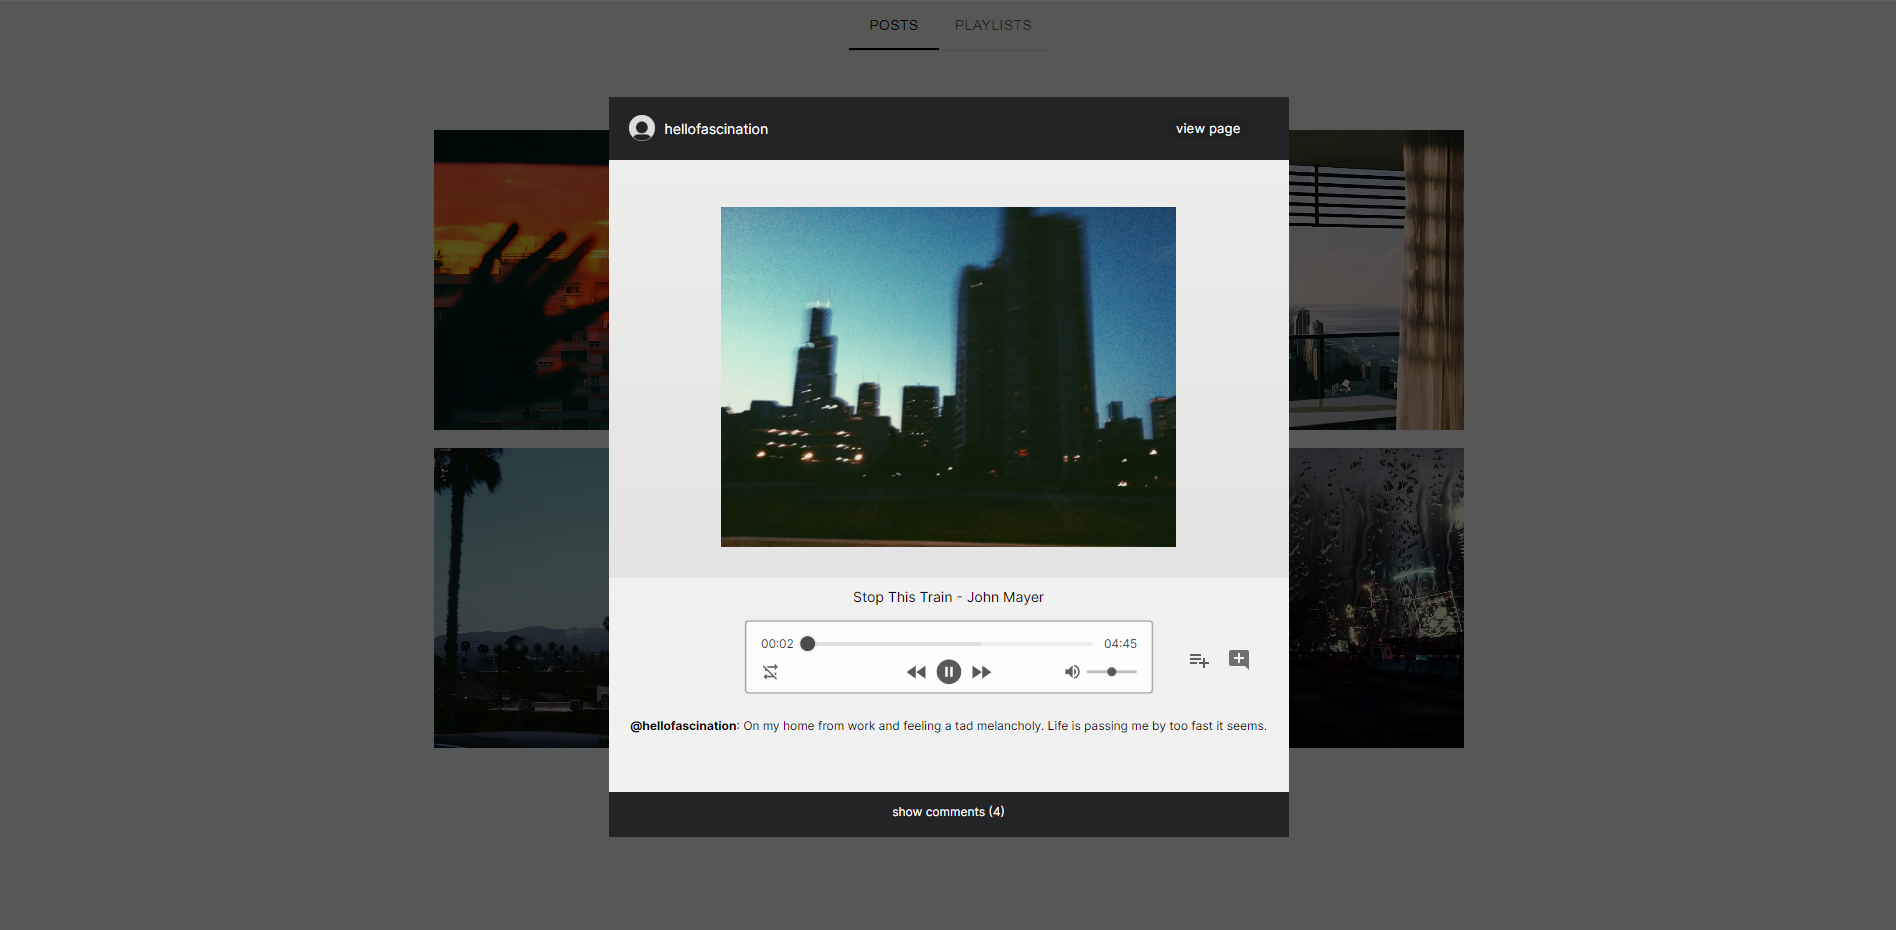 POSTS PLAYLISTS
hellofascination view page
Stop This Train - John Mayer
00:02 04:45
@hellofascination: On my home from work and feeling a tad melancholy. Life is passing me by too fast it seems.
show comments (4)